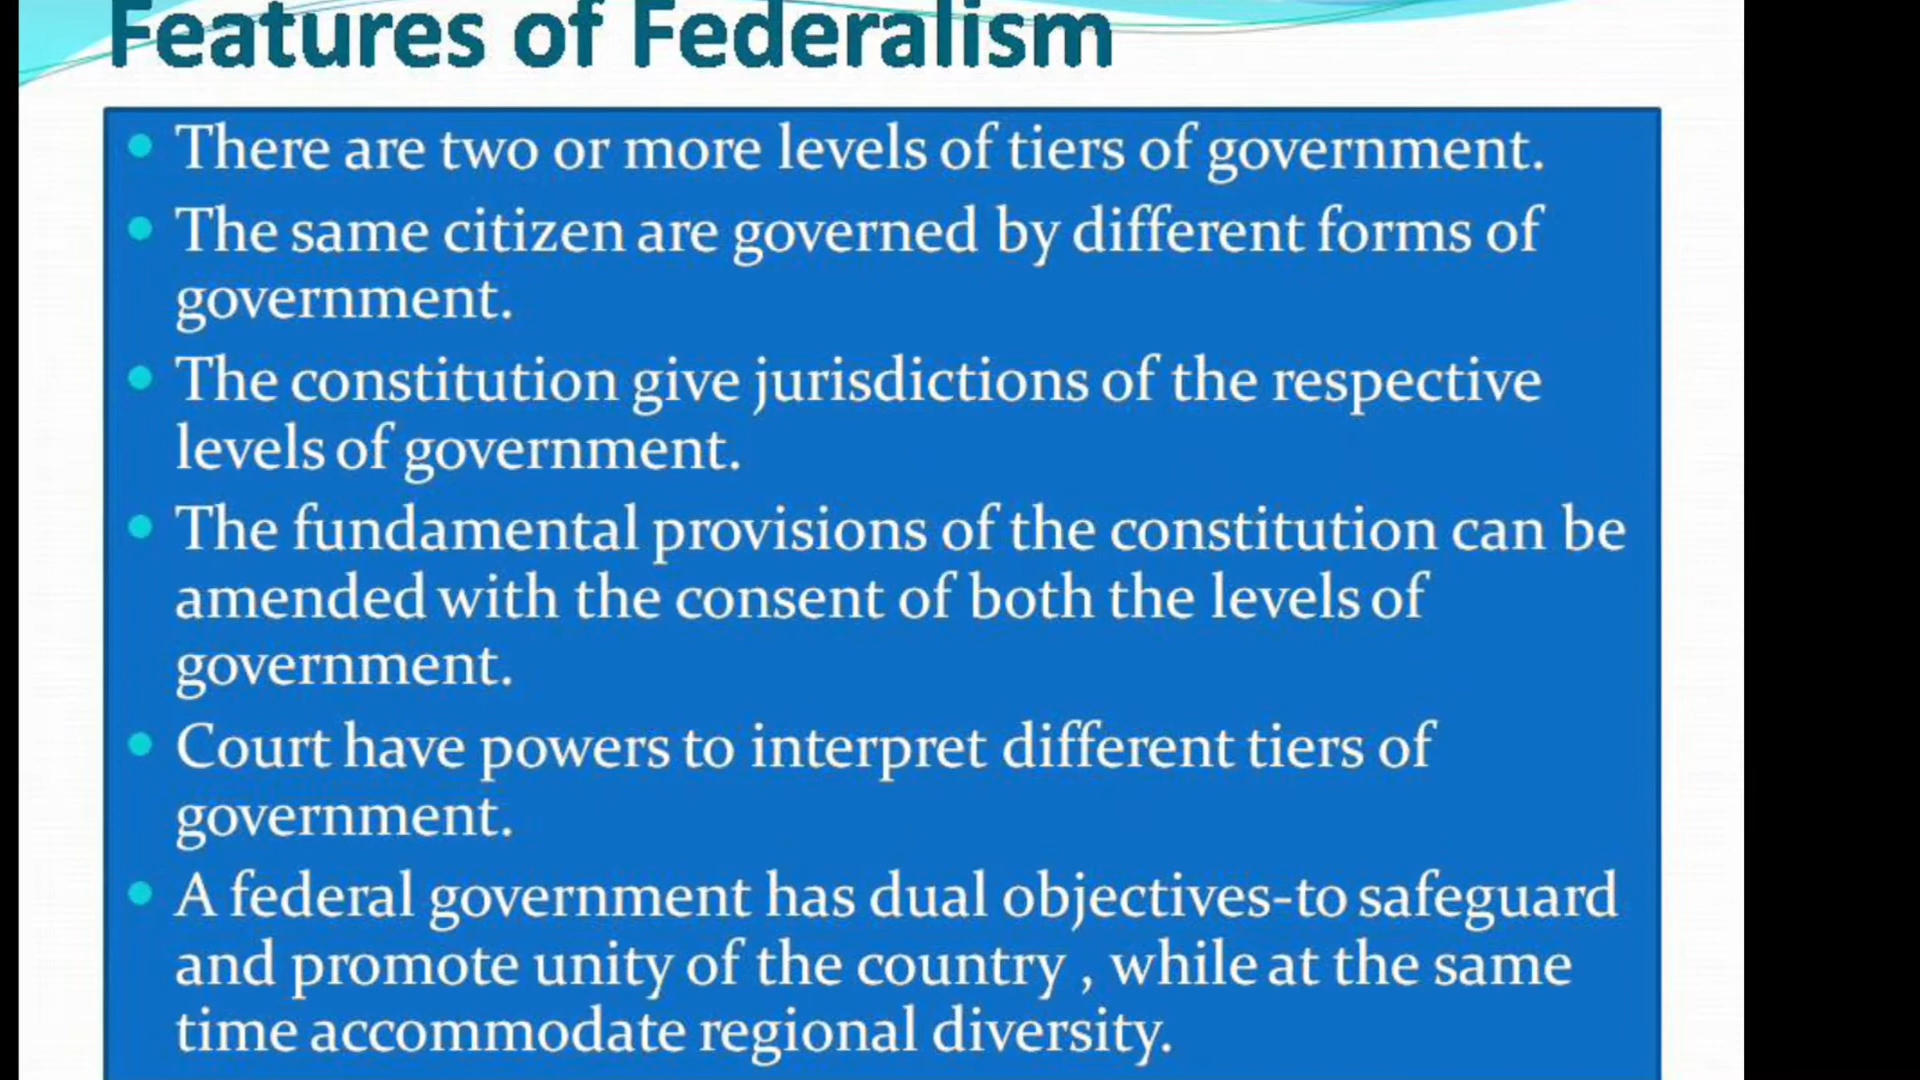 Features of Federalism
There are two or more levels of tiers of government.
The same citizen are governed by different forms of
government.
The constitution give jurisdictions of the respective
levels of government.
The fundamental provisions of the constitution can be
amended with the consent of both the levels of
government.
Court have powers to interpret different tiers of
government.
A federal government has dual objectives-to safeguard
and promote unity of the country , while at the same
time accommodate regional diversity.